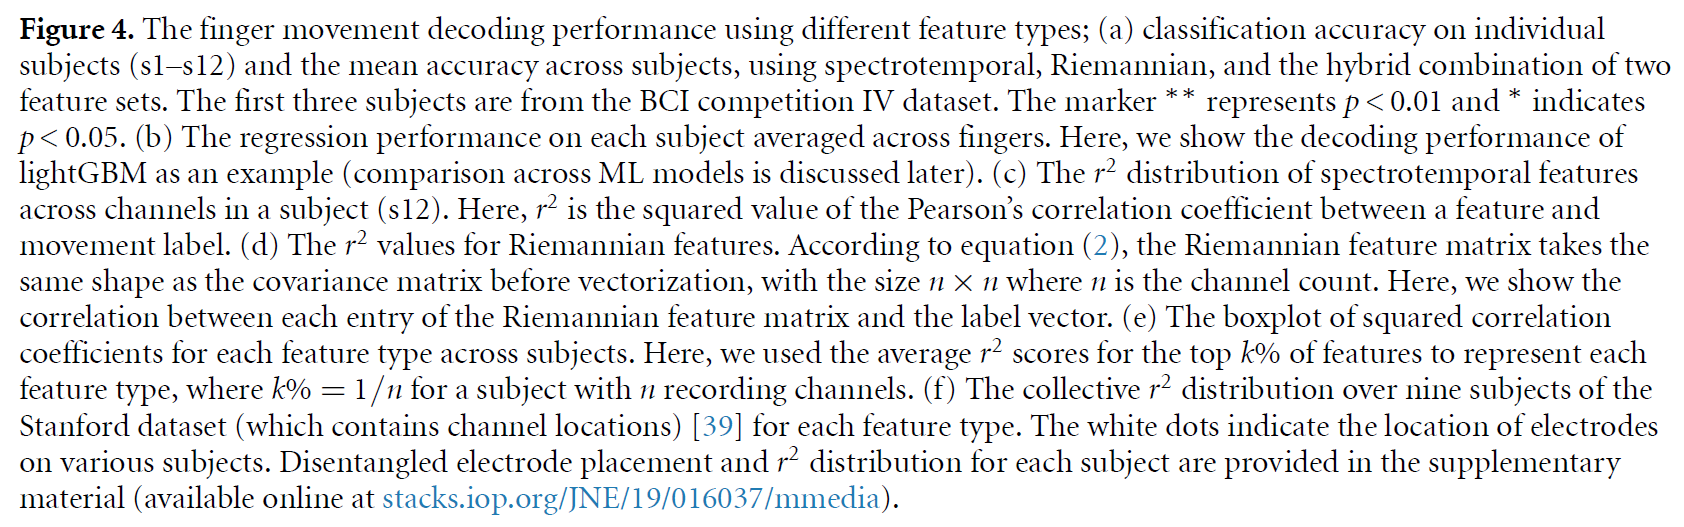 Figure 4. The finger movement decoding performance using different feature types; (a) classification accuracy on individual
subjects (s1–s12) and the mean accuracy across subjects, using spectrotemporal, Riemannian, and the hybrid combination of two
feature sets. The first three subjects are from the BCI competition IV dataset. The marker ** represents p < 0.01 and * indicates
p < 0.05. (b) The regression performance on each subject averaged across fingers. Here, we show the decoding performance of
lightGBM as an example (comparison across ML models is discussed later). (c) The r² distribution of spectrotemporal features
across channels in a subject (s12). Here, r² is the squared value of the Pearson’s correlation coefficient between a feature and
movement label. (d) The r² values for Riemannian features. According to equation (2), the Riemannian feature matrix takes the
same shape as the covariance matrix before vectorization, with the size n × n where n is the channel count. Here, we show the
correlation between each entry of the Riemannian feature matrix and the label vector. (e) The boxplot of squared correlation
coefficients for each feature type across subjects. Here, we used the average r² scores for the top k% of features to represent each
feature type, where k% = 1/n for a subject with n recording channels. (f) The collective r² distribution over nine subjects of the
Stanford dataset (which contains channel locations) [39] for each feature type. The white dots indicate the location of electrodes
on various subjects. Disentangled electrode placement and r² distribution for each subject are provided in the supplementary
material (available online at stacks.iop.org/JNE/19/016037/mmedia).